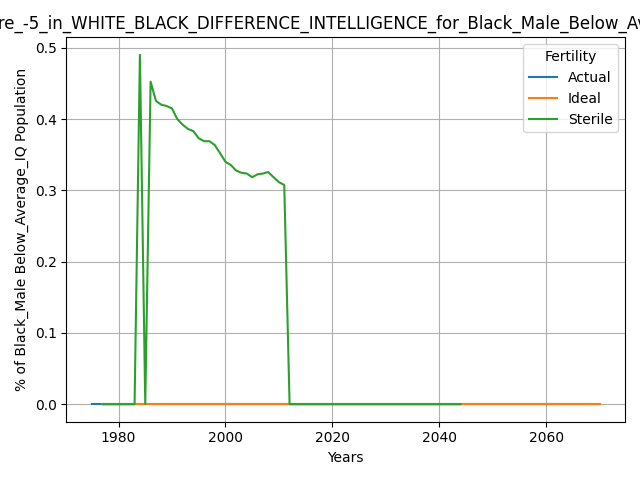 re_-5_in_WHITE_BLACK_DIFFERENCE_INTELLIGENCE_for_Black_Male_Below_Av
Fertility
Actual
Ideal
Sterile
% of Black_Male Below_Average_IQ Population
0.5
0.4
0.3
0.2
0.1
0.0
1980 2000 2020 2040 2060
Years